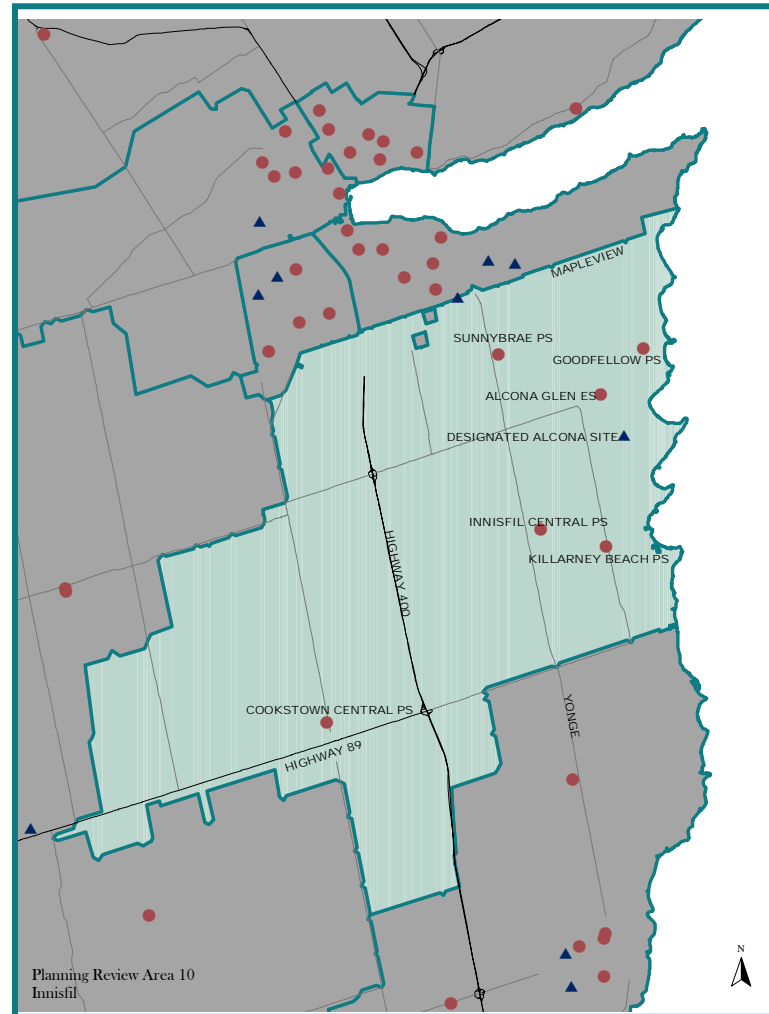 MAPLEVIEW
SUNNYBRAE PS
GOODFELLOW PS
ALCONA GLEN ES
DESIGNATED ALCONA SITE
INNISFIL CENTRAL PS
HIGHWAY 400
KILLARNEY BEACH PS
COOKSTOWN CENTRAL PS
YONGE
HIGHWAY 89
N
Planning Review Area 10
Innisfil